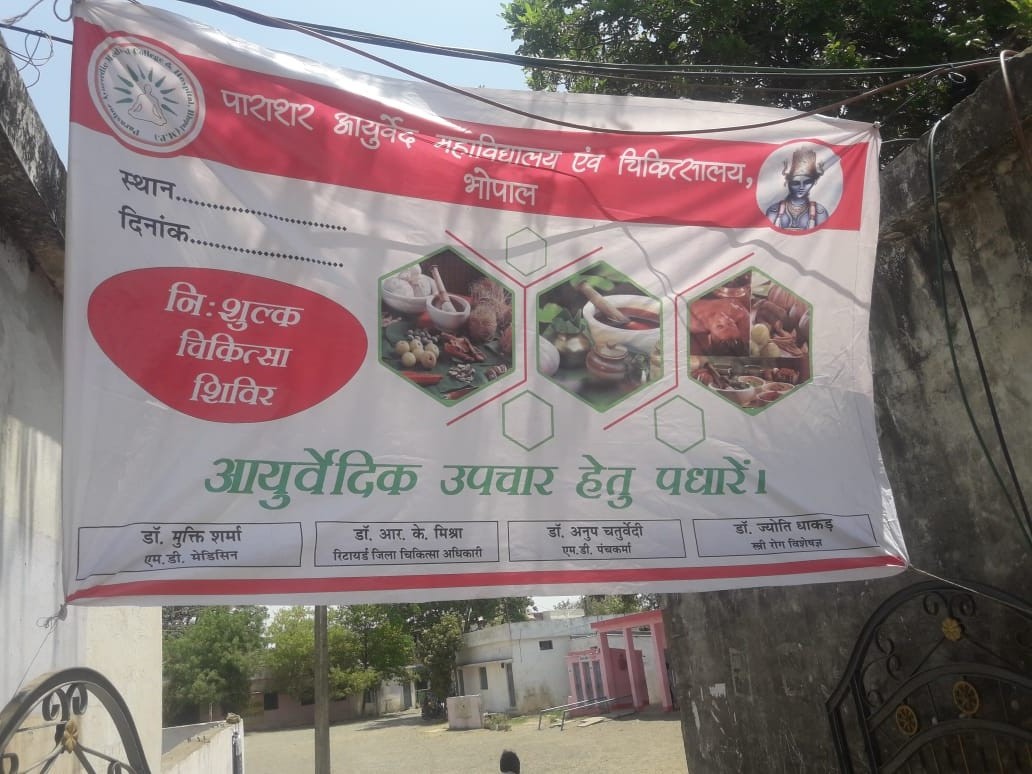 पाराशर आयुर्वेद महाविद्यालय एंव चिकित्सालय,
भोपाल
स्थान....................
दिनांक....................
नि:शुल्क
चिकित्सा
शिविर
आयुर्वेदिक उपचार हेतु पधारें।
डॉ. मुक्ति शर्मा
एम.डी. मेडिसिन
डॉ. आर. के. मिश्रा
रिटायर्ड जिला चिकित्सा अधिकारी
डॉ. अनुप चतुर्वेदी
एम.डी. पंचकर्मा
डॉ. ज्योति धाकड़
स्त्री रोग विशेषज्ञ